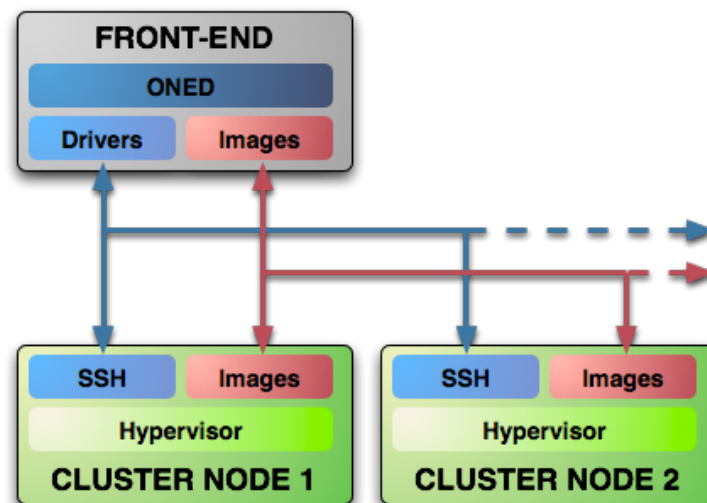 FRONT-END
ONED
Drivers Images
SSH Images
Hypervisor
CLUSTER NODE 1
SSH Images
Hypervisor
CLUSTER NODE 2